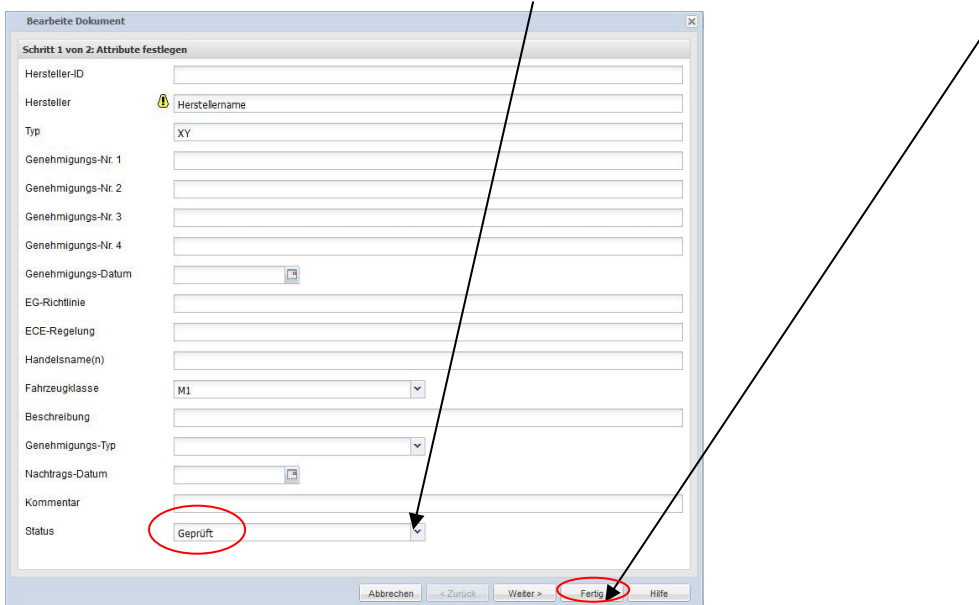 Bearbeite Dokument
Schritt 1 von 2: Attribute festlegen
Hersteller-ID
Hersteller Herstellername
Typ XY
Genehmigungs-Nr. 1
Genehmigungs-Nr. 2
Genehmigungs-Nr. 3
Genehmigungs-Nr. 4
Genehmigungs-Datum
EG-Richtlinie
ECE-Regelung
Handelsname(n)
Fahrzeugklasse M1
Beschreibung
Genehmigungs-Typ
Nachtrags-Datum
Kommentar
Status Geprüft
Abbrechen < Zurück Weiter > Fertig Hilfe